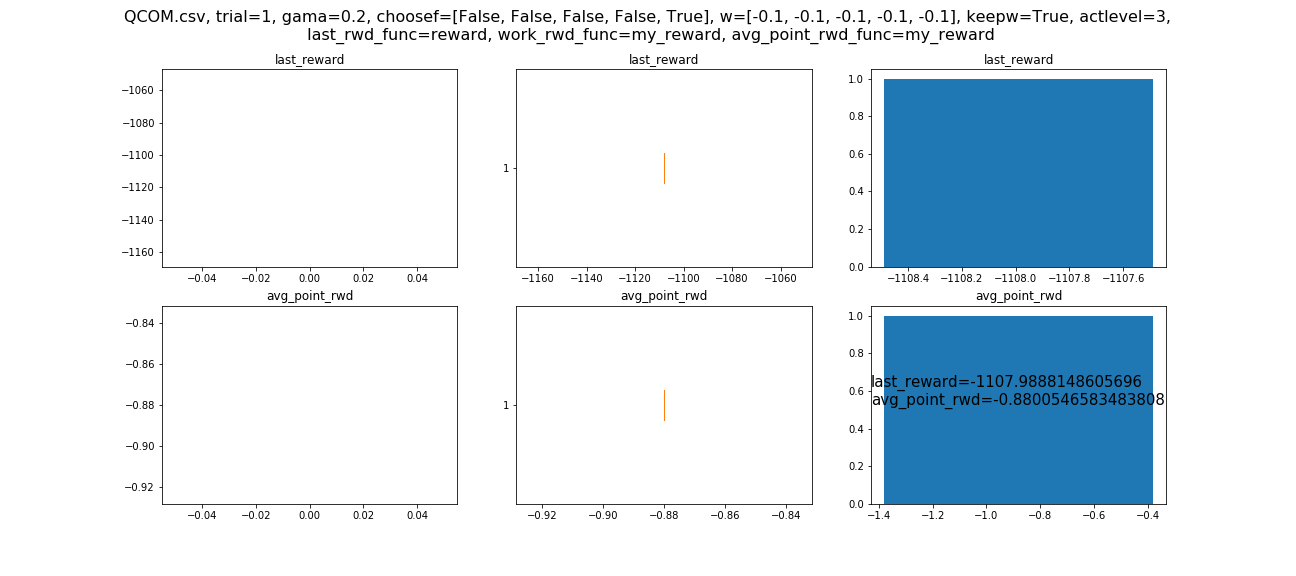 QCOM.csv, trial=1, gama=0.2, choosef=[False, False, False, False, True], w=[-0.1, -0.1, -0.1, -0.1, -0.1], keepw=True, actlevel=3,
last_rwd_func=reward, work_rwd_func=my_reward, avg_point_rwd_func=my_reward
last_reward
−1060
−1080
−1100
−1120
−1140
−1160
−0.04 −0.02 0.00 0.02 0.04
last_reward
1
−1160 −1140 −1120 −1100 −1080 −1060
last_reward
1.0
0.8
0.6
0.4
0.2
0.0
−1108.4 −1108.2 −1108.0 −1107.8 −1107.6
avg_point_rwd
−0.84
−0.86
−0.88
−0.90
−0.92
−0.04 −0.02 0.00 0.02 0.04
avg_point_rwd
1
−0.92 −0.90 −0.88 −0.86 −0.84
avg_point_rwd
1.0
0.8
0.6
0.4
0.2
0.0
last_reward=-1107.9888148605696
avg_point_rwd=-0.8800546583483808
−1.4 −1.2 −1.0 −0.8 −0.6 −0.4